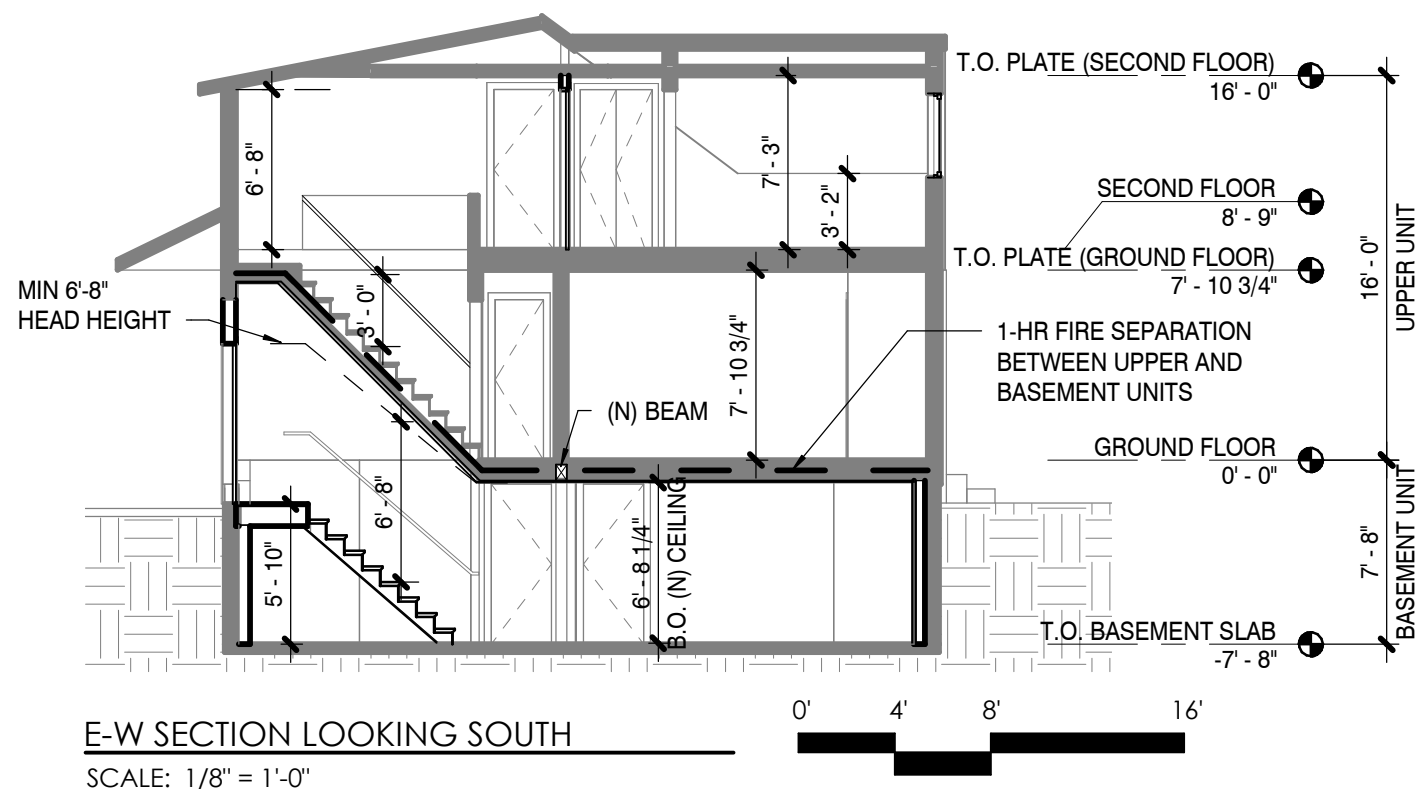 T.O. PLATE (SECOND FLOOR)
16' - 0"
6' - 8"
7' - 3"
3' - 2"
SECOND FLOOR
8' - 9"
T.O. PLATE (GROUND FLOOR)
7' - 10 3/4"
16' - 0"
UPPER UNIT
MIN 6'-8"
HEAD HEIGHT
3' - 0"
7' - 10 3/4"
1-HR FIRE SEPARATION
BETWEEN UPPER AND
BASEMENT UNITS
(N) BEAM
GROUND FLOOR
0' - 0"
6' - 8"
5' - 10"
6' - 8 1/4"
B.O. (N) CEILING
7' - 8"
BASEMENT UNIT
T.O. BASEMENT SLAB
-7' - 8"
E-W SECTION LOOKING SOUTH
SCALE: 1/8" = 1'-0"
0' 4' 8' 16'